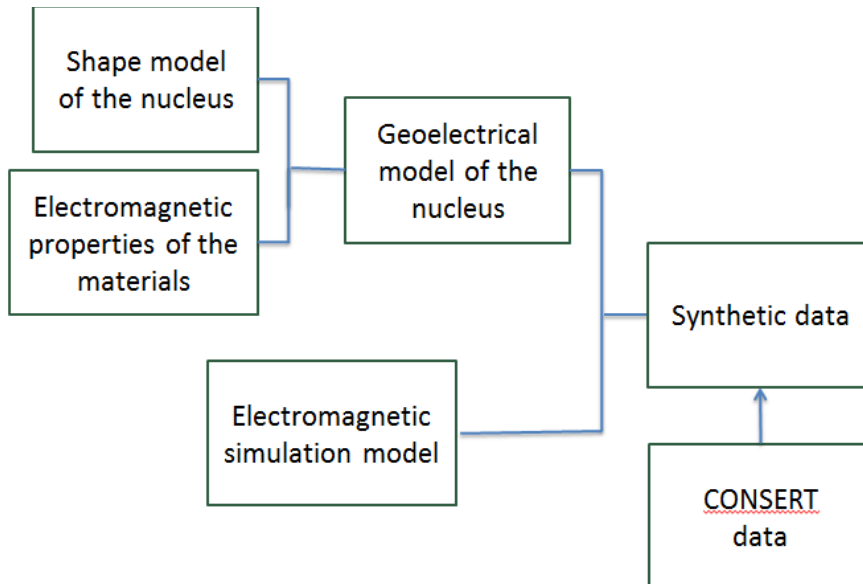 Shape model
of the nucleus
Electromagnetic
properties of the
materials
Geoelectrical
model of the
nucleus
Electromagnetic
simulation model
Synthetic data
CONSERT
data